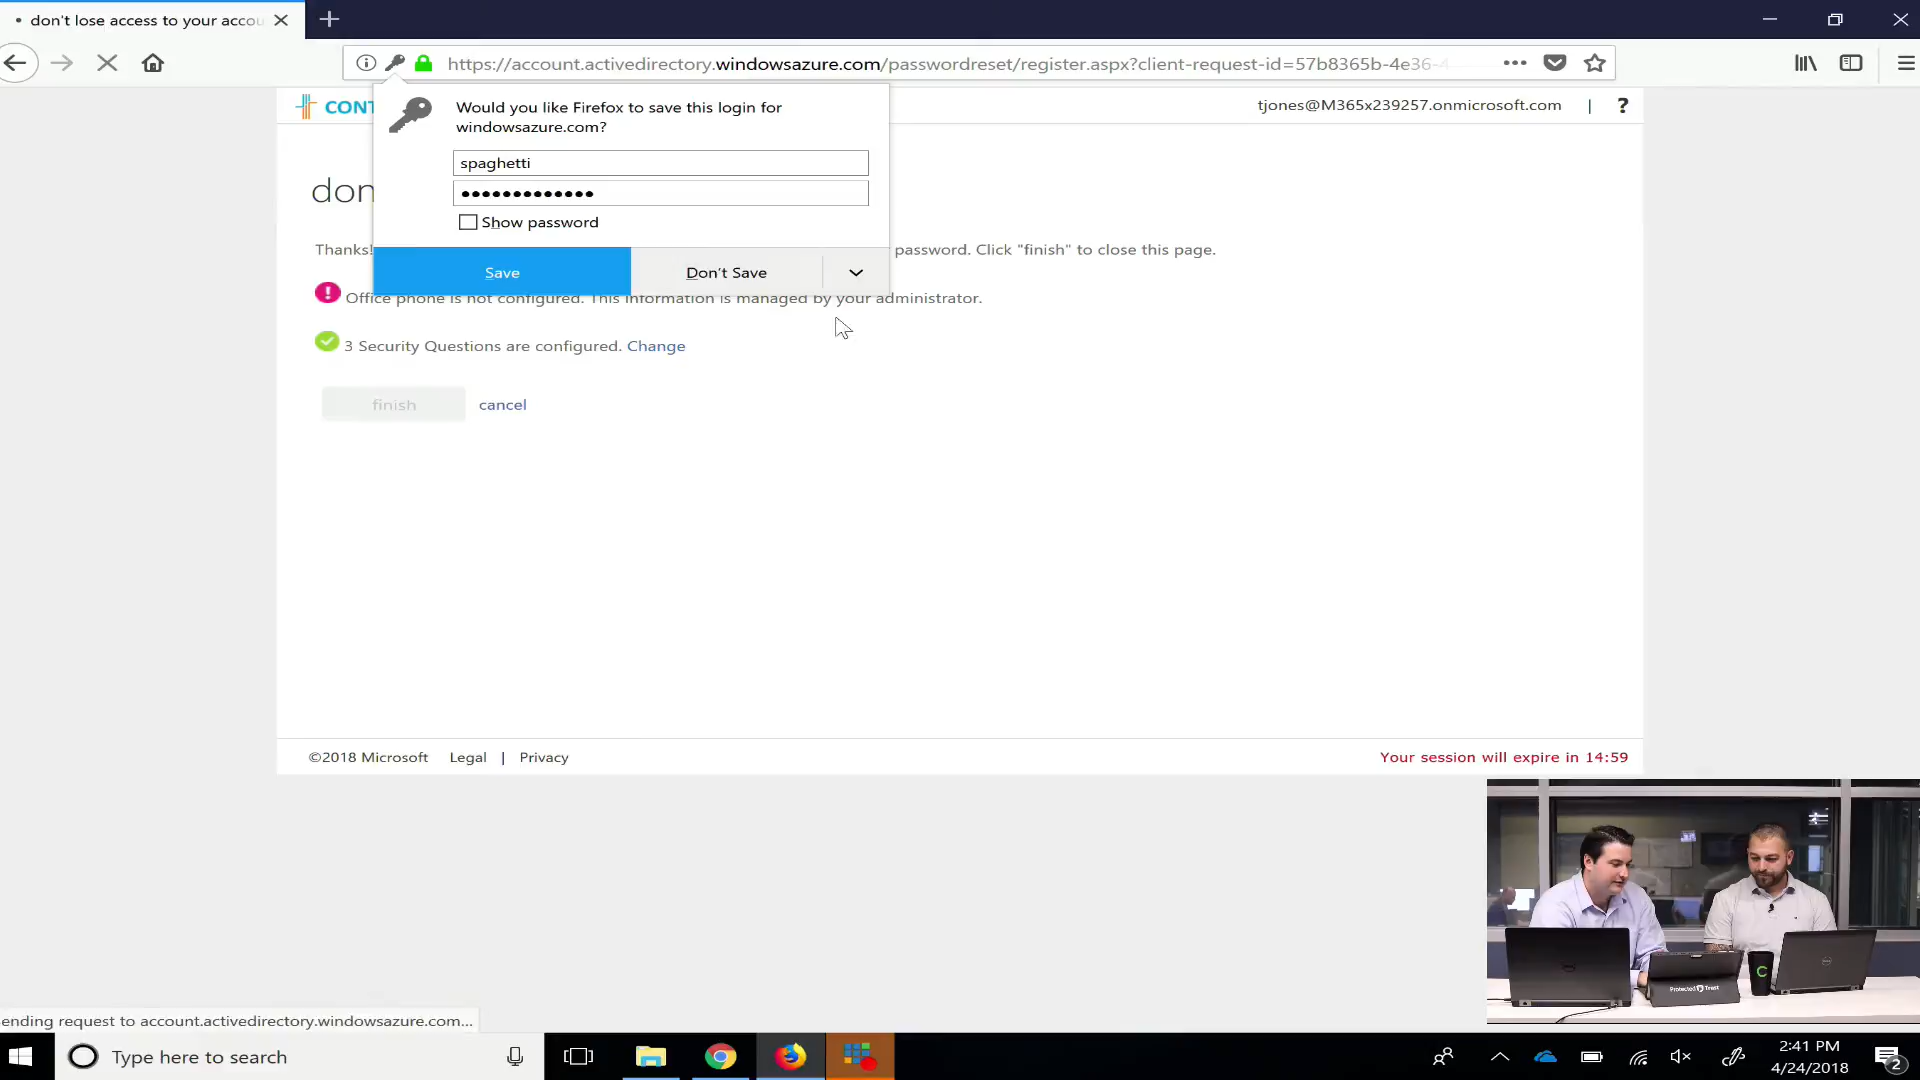 don't lose access to your accou
https://account.activedirectory.windowsazure.com/passwordreset/register.aspx?client-request-id=57b8365b-4e36-4
CONT
tjones@M365x239257.onmicrosoft.com | ?
Would you like Firefox to save this login for
windowsazure.com?
spaghetti
Show password
Save
Don't Save
don
Thanks!
password. Click "finish" to close this page.
Office phone is not configured. This information is managed by your administrator.
3 Security Questions are configured. Change
finish
cancel
©2018 Microsoft Legal | Privacy
Your session will expire in 14:59
C
Protected Trust
DELL
ending request to account.activedirectory.windowsazure.com...
Type here to search
2:41 PM
4/24/2018
2